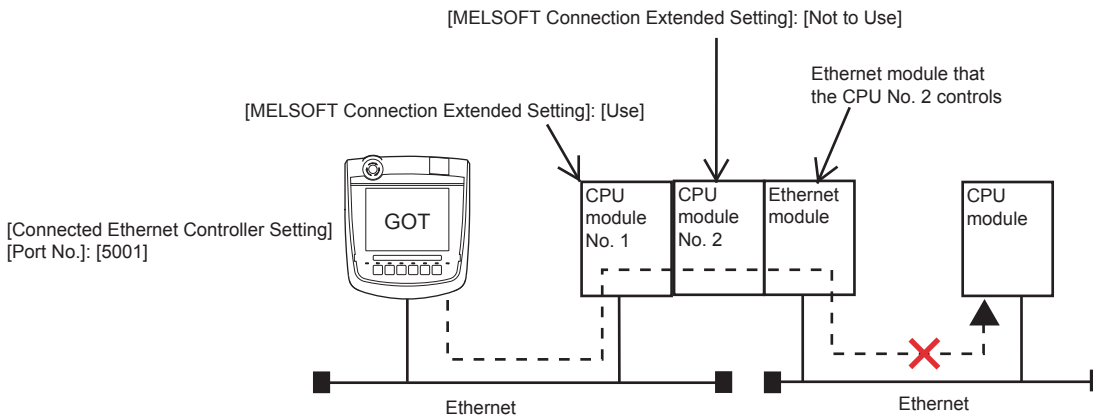 [MELSOFT Connection Extended Setting]: [Not to Use]
Ethernet module that
the CPU No. 2 controls
[MELSOFT Connection Extended Setting]: [Use]
[Connected Ethernet Controller Setting]
[Port No.]: [5001]
GOT
CPU
module
No. 1
CPU
module
No. 2
Ethernet
module
CPU
module
Ethernet
Ethernet